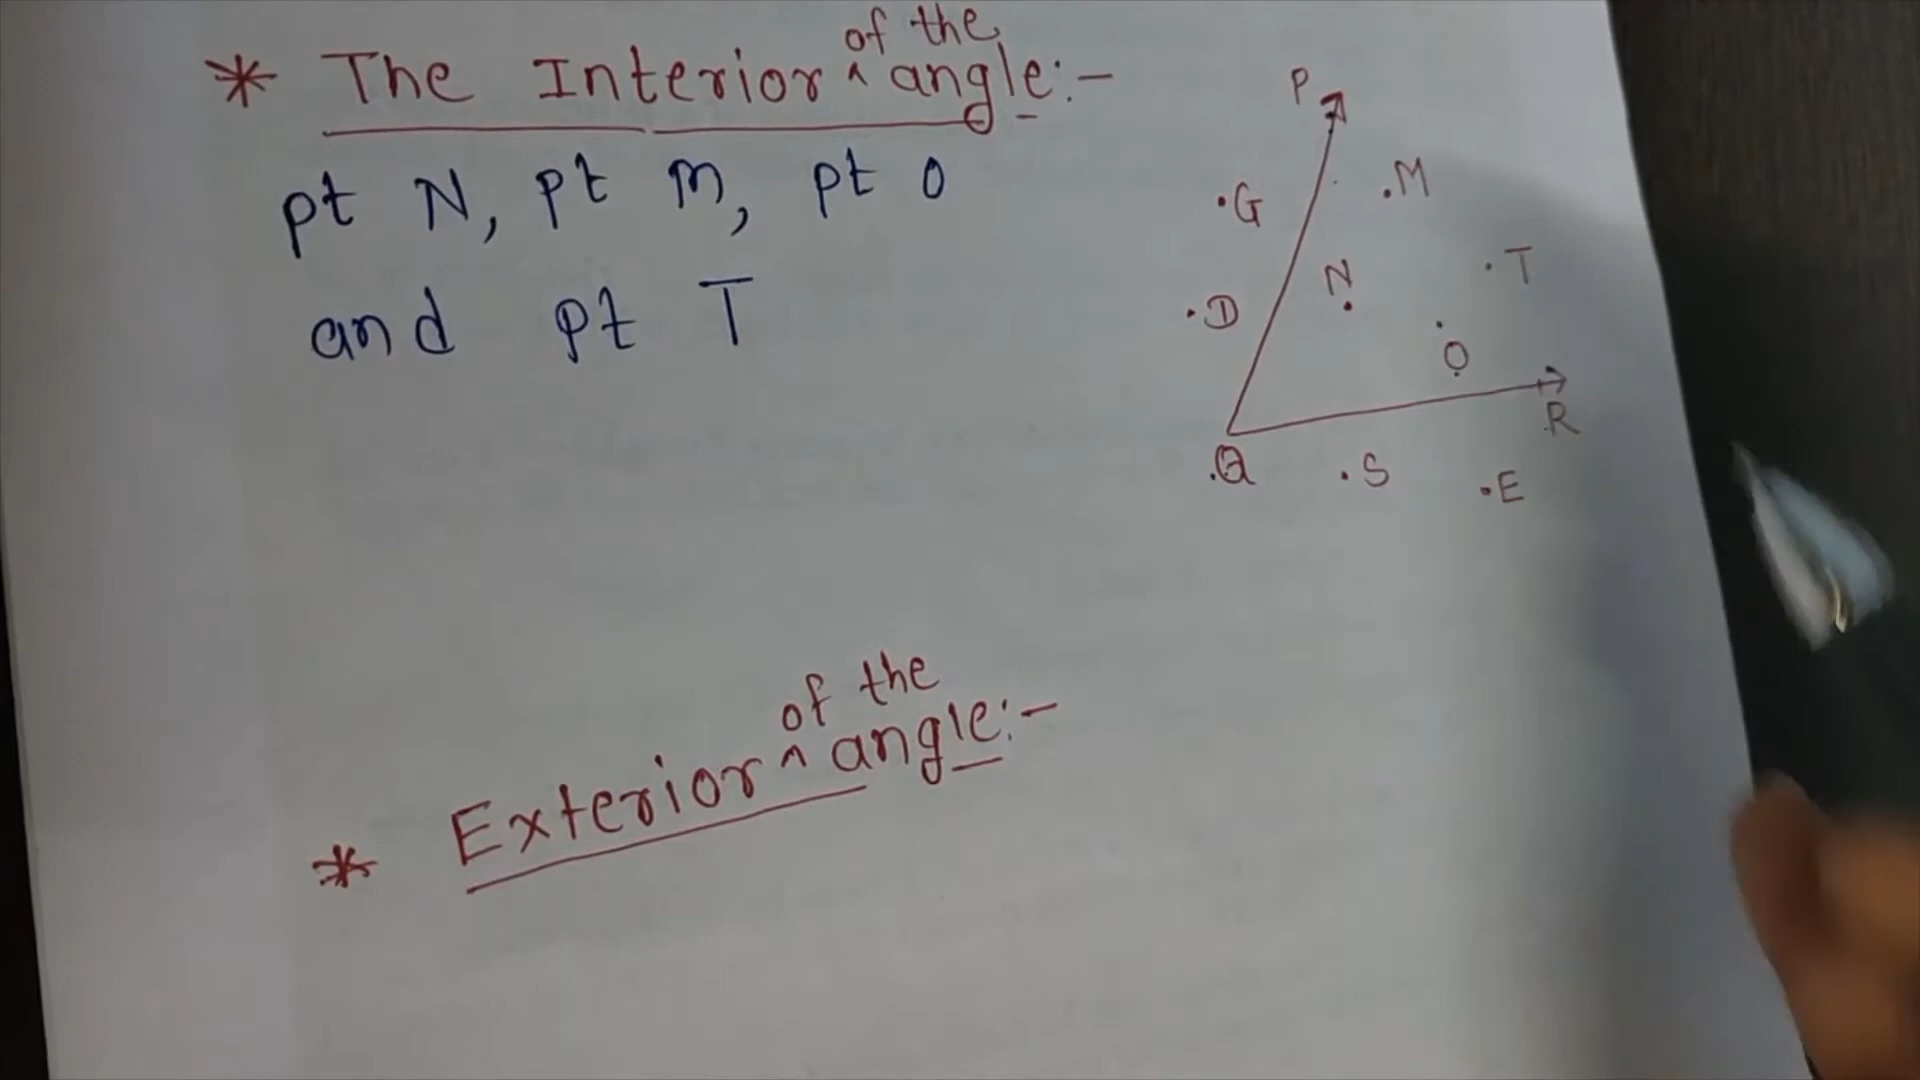 * The Interior ^ of the angle:-
pt N, pt M, pt O
and pt T
P
.G
.M
N
. T
.D
O
R
.Q
.S
.E
* Exterior ^ of the angle:-